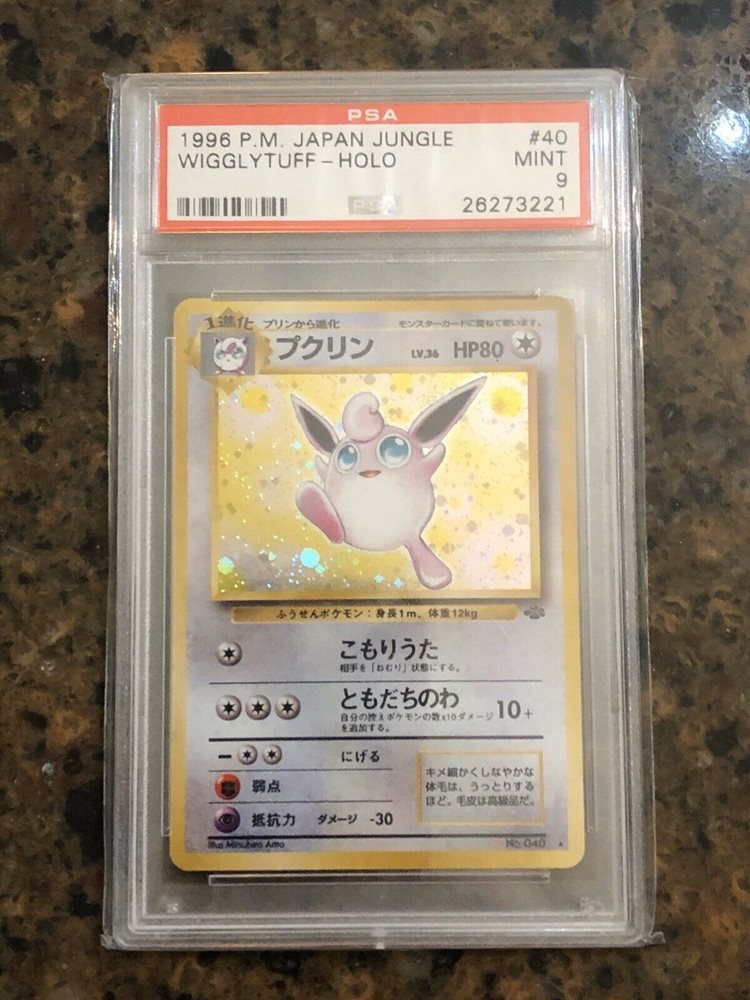 PSA
1996 P.M. JAPAN JUNGLE #40
WIGGLYTUFF-HOLO MINT
9
PSA 26273221
1進化 プリンから進化 モンスターカードに重ねて使います。
プクリン LV.36 HP80
ふうせんポケモン：身長1m、体重12kg
こもりうた
相手を「ねむり」状態にする。
ともだちのわ 10+
自分の控えポケモンの数x10ダメージ
を追加する。
にげる
弱点
抵抗力 ダメージ -30
キメ細かくしなやかな
体毛は、うっとりする
ほど。毛皮は高級品だ。
Illus Mitsuhiro Arita No.040